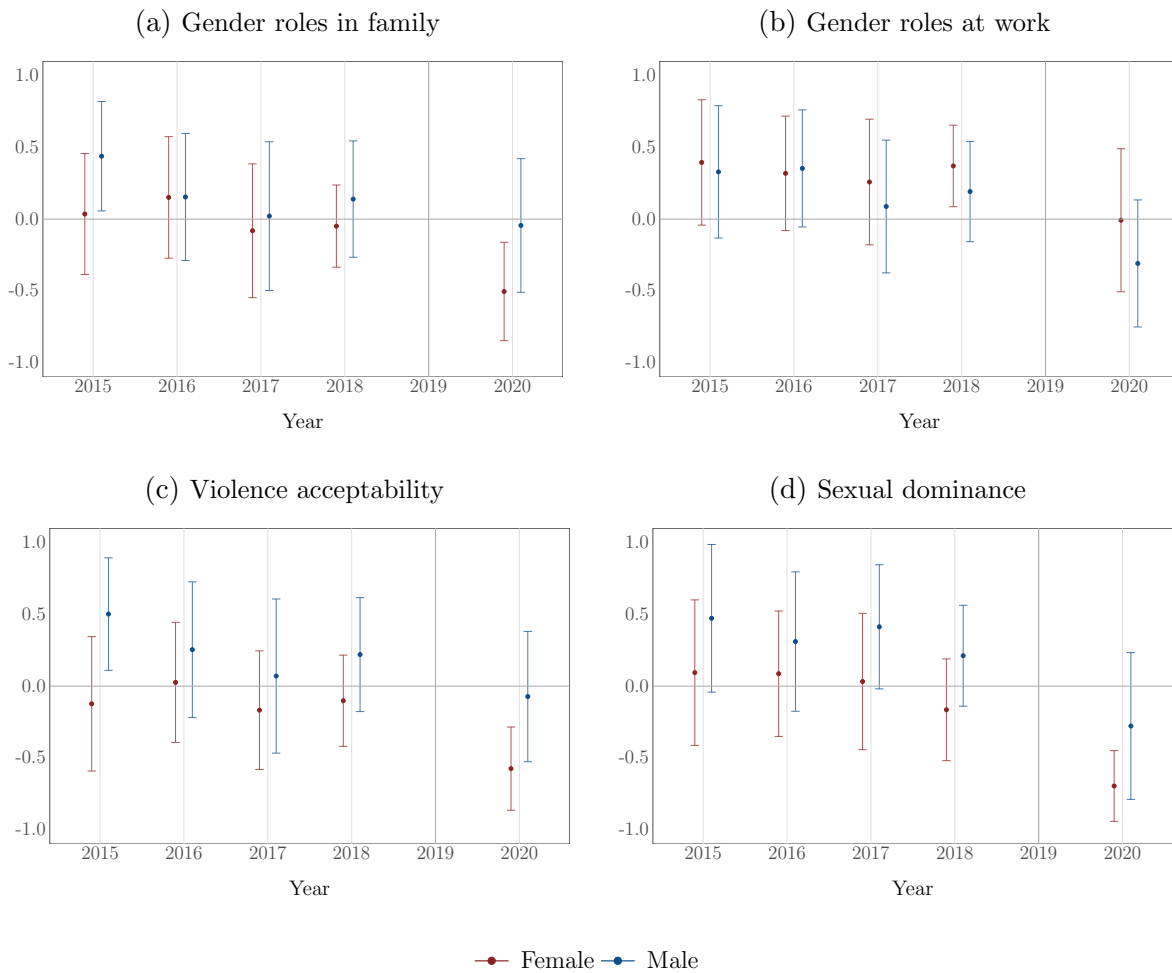 (a) Gender roles in family
1.0
0.5
0.0
-0.5
-1.0
2015 2016 2017 2018 2019 2020
Year
(b) Gender roles at work
1.0
0.5
0.0
-0.5
-1.0
2015 2016 2017 2018 2019 2020
Year
(c) Violence acceptability
1.0
0.5
0.0
-0.5
-1.0
2015 2016 2017 2018 2019 2020
Year
(d) Sexual dominance
1.0
0.5
0.0
-0.5
-1.0
2015 2016 2017 2018 2019 2020
Year
Female Male